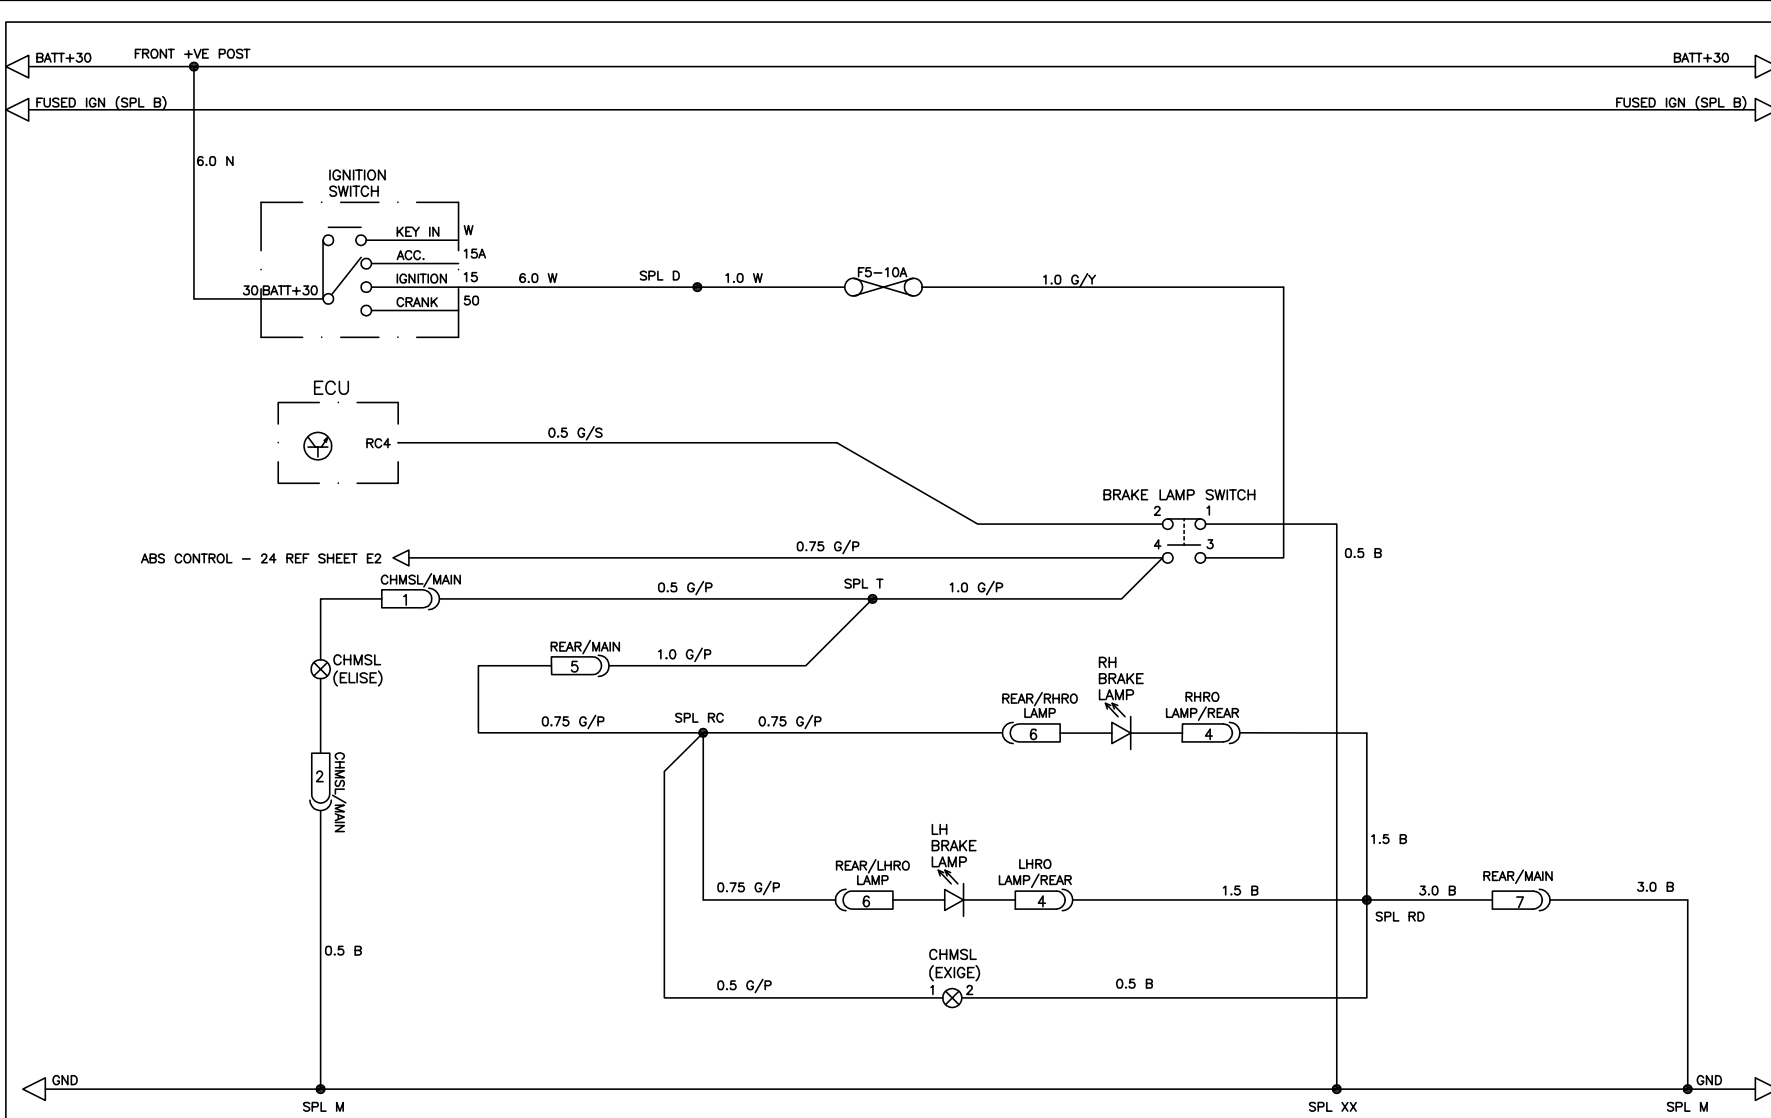 BATT+30
FRONT +VE POST
BATT+30
FUSED IGN (SPL B)
FUSED IGN (SPL B)
6.0 N
IGNITION
SWITCH
KEY IN
W
ACC.
15A
IGNITION
15
30
BATT+30
CRANK
50
6.0 W
SPL D
1.0 W
F5-10A
1.0 G/Y
ECU
RC4
0.5 G/S
BRAKE LAMP SWITCH
2
1
4
3
0.5 B
ABS CONTROL - 24 REF SHEET E2
0.75 G/P
CHMSL/MAIN
1
0.5 G/P
SPL T
1.0 G/P
REAR/MAIN
5
1.0 G/P
CHMSL
(ELISE)
RH
BRAKE
LAMP
REAR/RHRO
LAMP
6
RHRO
LAMP/REAR
4
0.75 G/P
SPL RC
0.75 G/P
2
CHMSL/MAIN
1.5 B
LH
BRAKE
LAMP
REAR/LHRO
LAMP
6
LHRO
LAMP/REAR
4
0.75 G/P
1.5 B
3.0 B
REAR/MAIN
7
3.0 B
SPL RD
0.5 B
CHMSL
(EXIGE)
0.5 G/P
1
2
0.5 B
GND
GND
SPL M
SPL XX
SPL M